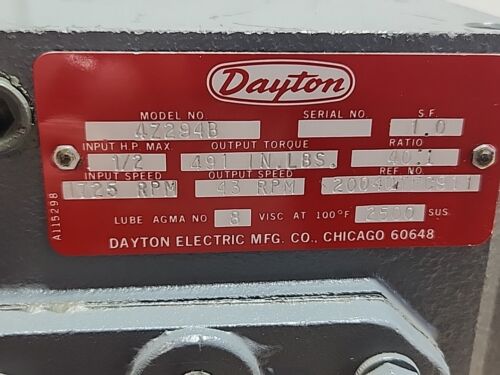 Dayton
MODEL NO. SERIAL NO. S.F.
4Z294B 1.0
INPUT H.P. MAX. OUTPUT TORQUE RATIO
1/2 491 IN.LBS. 40:1
INPUT SPEED OUTPUT SPEED REF. NO.
1725 RPM 43 RPM
LUBE AGMA NO 8 VISC AT 100°F 2500 SUS
DAYTON ELECTRIC MFG. CO., CHICAGO 60648
A115298